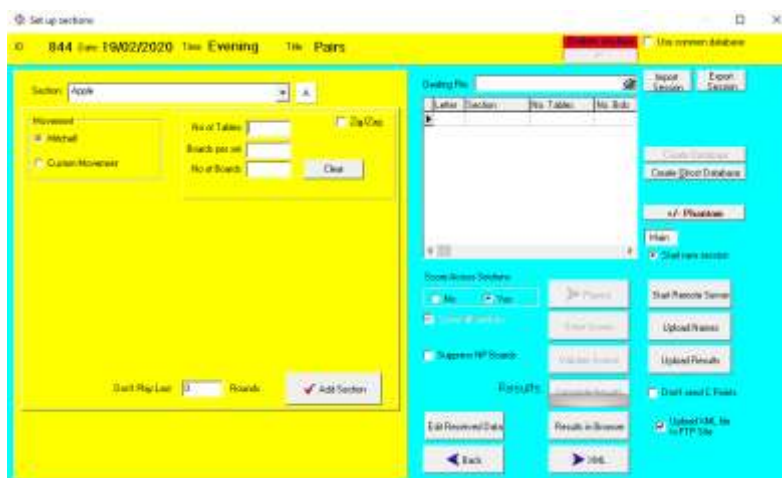 Set up sections
ID 844 Date 19/02/2020 Time Evening Title Pairs
Use common database
Section Apple A
Dealing File
Import Session
Export Session
Letter Section No. Tables No. Bds
Movement
Mitchell
Custom Movement
No of Tables
Zig/Zag
Boards per set
No of Boards
Clear
Create Database
Create Ghost Database
+/- Phantom
Main
Start new session
Score Across Sections
No Yes
Players
Start Remote Server
Upload Names
Suppress NP Boards
Upload Results
Don't Play Last 0 Rounds
Add Section
Results
Don't send E Points
Edit Received Data
Results in Browser
Upload XML file to FTP Site
Back
XML